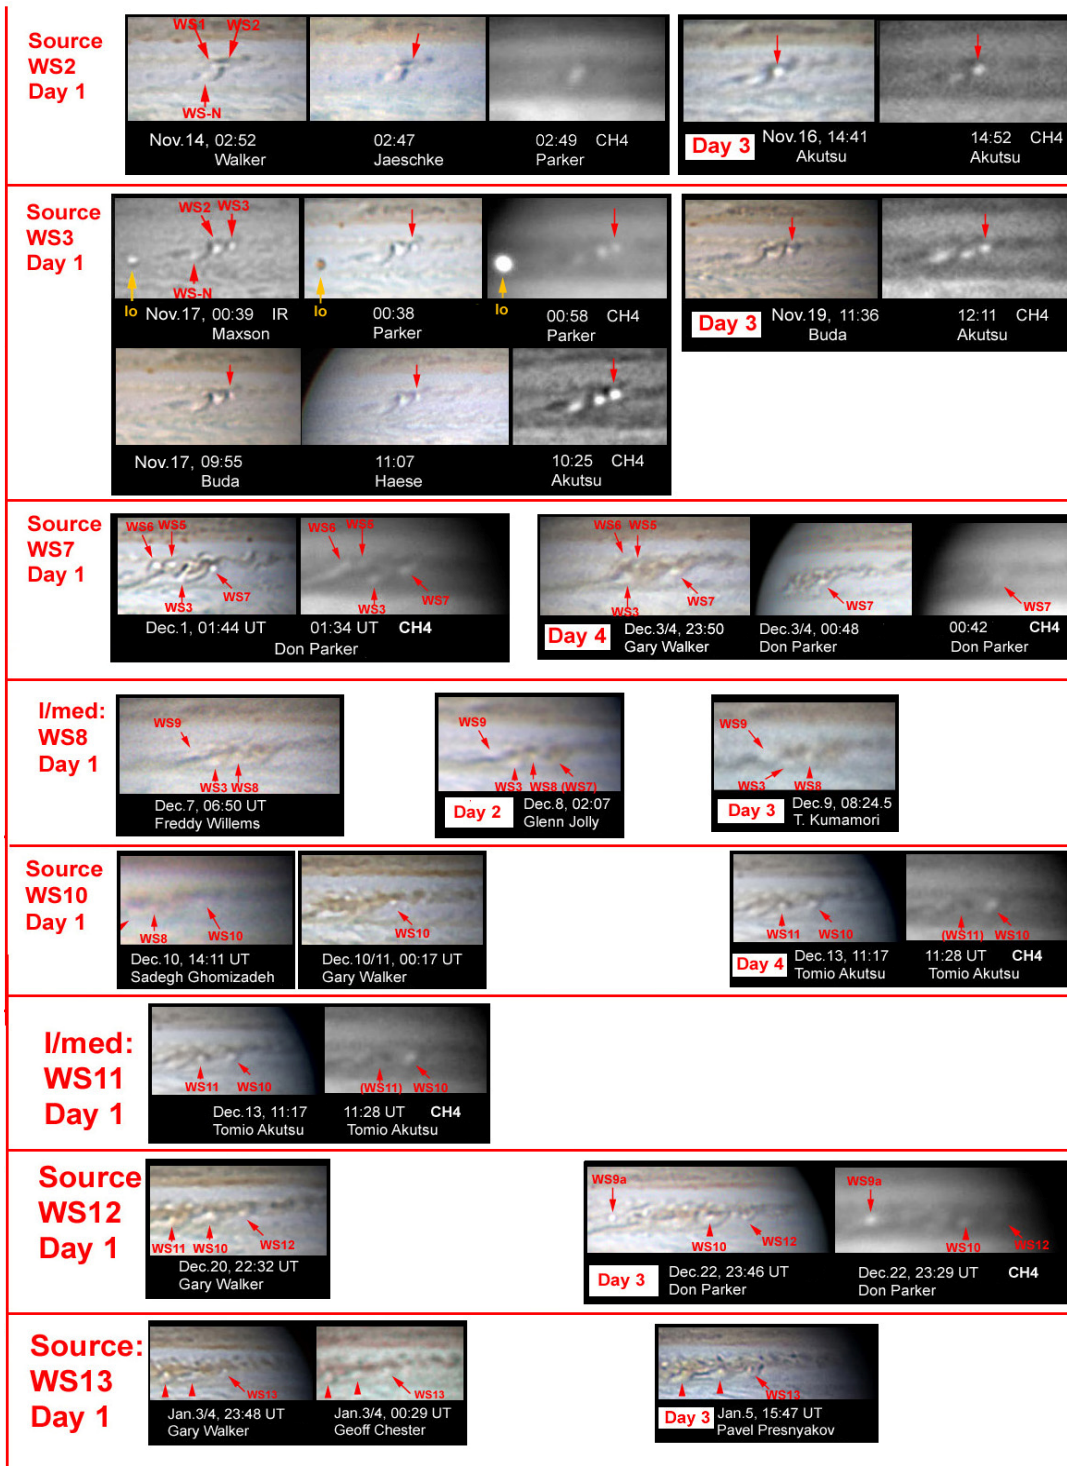 Source
WS2
Day 1
WS1 WS2
WS-N
Nov.14, 02:52
Walker
02:47
Jaeschke
02:49 CH4
Parker
Day 3
Nov.16, 14:41
Akutsu
14:52
CH4
Akutsu
Source
WS3
Day 1
WS2 WS3
WS-N
Io
Nov.17, 00:39 IR
Maxson
Io
00:38
Parker
Io
00:58 CH4
Parker
Day 3
Nov.19, 11:36
Buda
12:11 CH4
Akutsu
Nov.17, 09:55
Buda
11:07
Haese
10:25 CH4
Akutsu
Source
WS7
Day 1
WS6 WS5
WS3
WS7
WS6 WS5
WS3
WS7
Dec.1, 01:44 UT
01:34 UT CH4
Don Parker
WS6 WS5
WS3
WS7
WS7
WS7
Day 4
Dec.3/4, 23:50
Gary Walker
Dec.3/4, 00:48
Don Parker
00:42 CH4
Don Parker
I/med:
WS8
Day 1
WS9
WS3 WS8
Dec.7, 06:50 UT
Freddy Willems
WS9
WS3 WS8 (WS7)
Day 2
Dec.8, 02:07
Glenn Jolly
WS9
WS3
WS8
Day 3
Dec.9, 08:24.5
T. Kumamori
Source
WS10
Day 1
WS8
WS10
Dec.10, 14:11 UT
Sadegh Ghomizadeh
WS10
Dec.10/11, 00:17 UT
Gary Walker
WS11 WS10
(WS11) WS10
Day 4
Dec.13, 11:17
Tomio Akutsu
11:28 UT CH4
Tomio Akutsu
I/med:
WS11
Day 1
WS11 WS10
(WS11) WS10
Dec.13, 11:17
Tomio Akutsu
11:28 UT CH4
Tomio Akutsu
Source
WS12
Day 1
WS11 WS10 WS12
Dec.20, 22:32 UT
Gary Walker
WS9a
WS10 WS12
WS9a
WS10 WS12
Day 3
Dec.22, 23:46 UT
Don Parker
Dec.22, 23:29 UT CH4
Don Parker
Source:
WS13
Day 1
WS13
Jan.3/4, 23:48 UT
Gary Walker
WS13
Jan.3/4, 00:29 UT
Geoff Chester
WS13
Day 3
Jan.5, 15:47 UT
Pavel Presnyakov